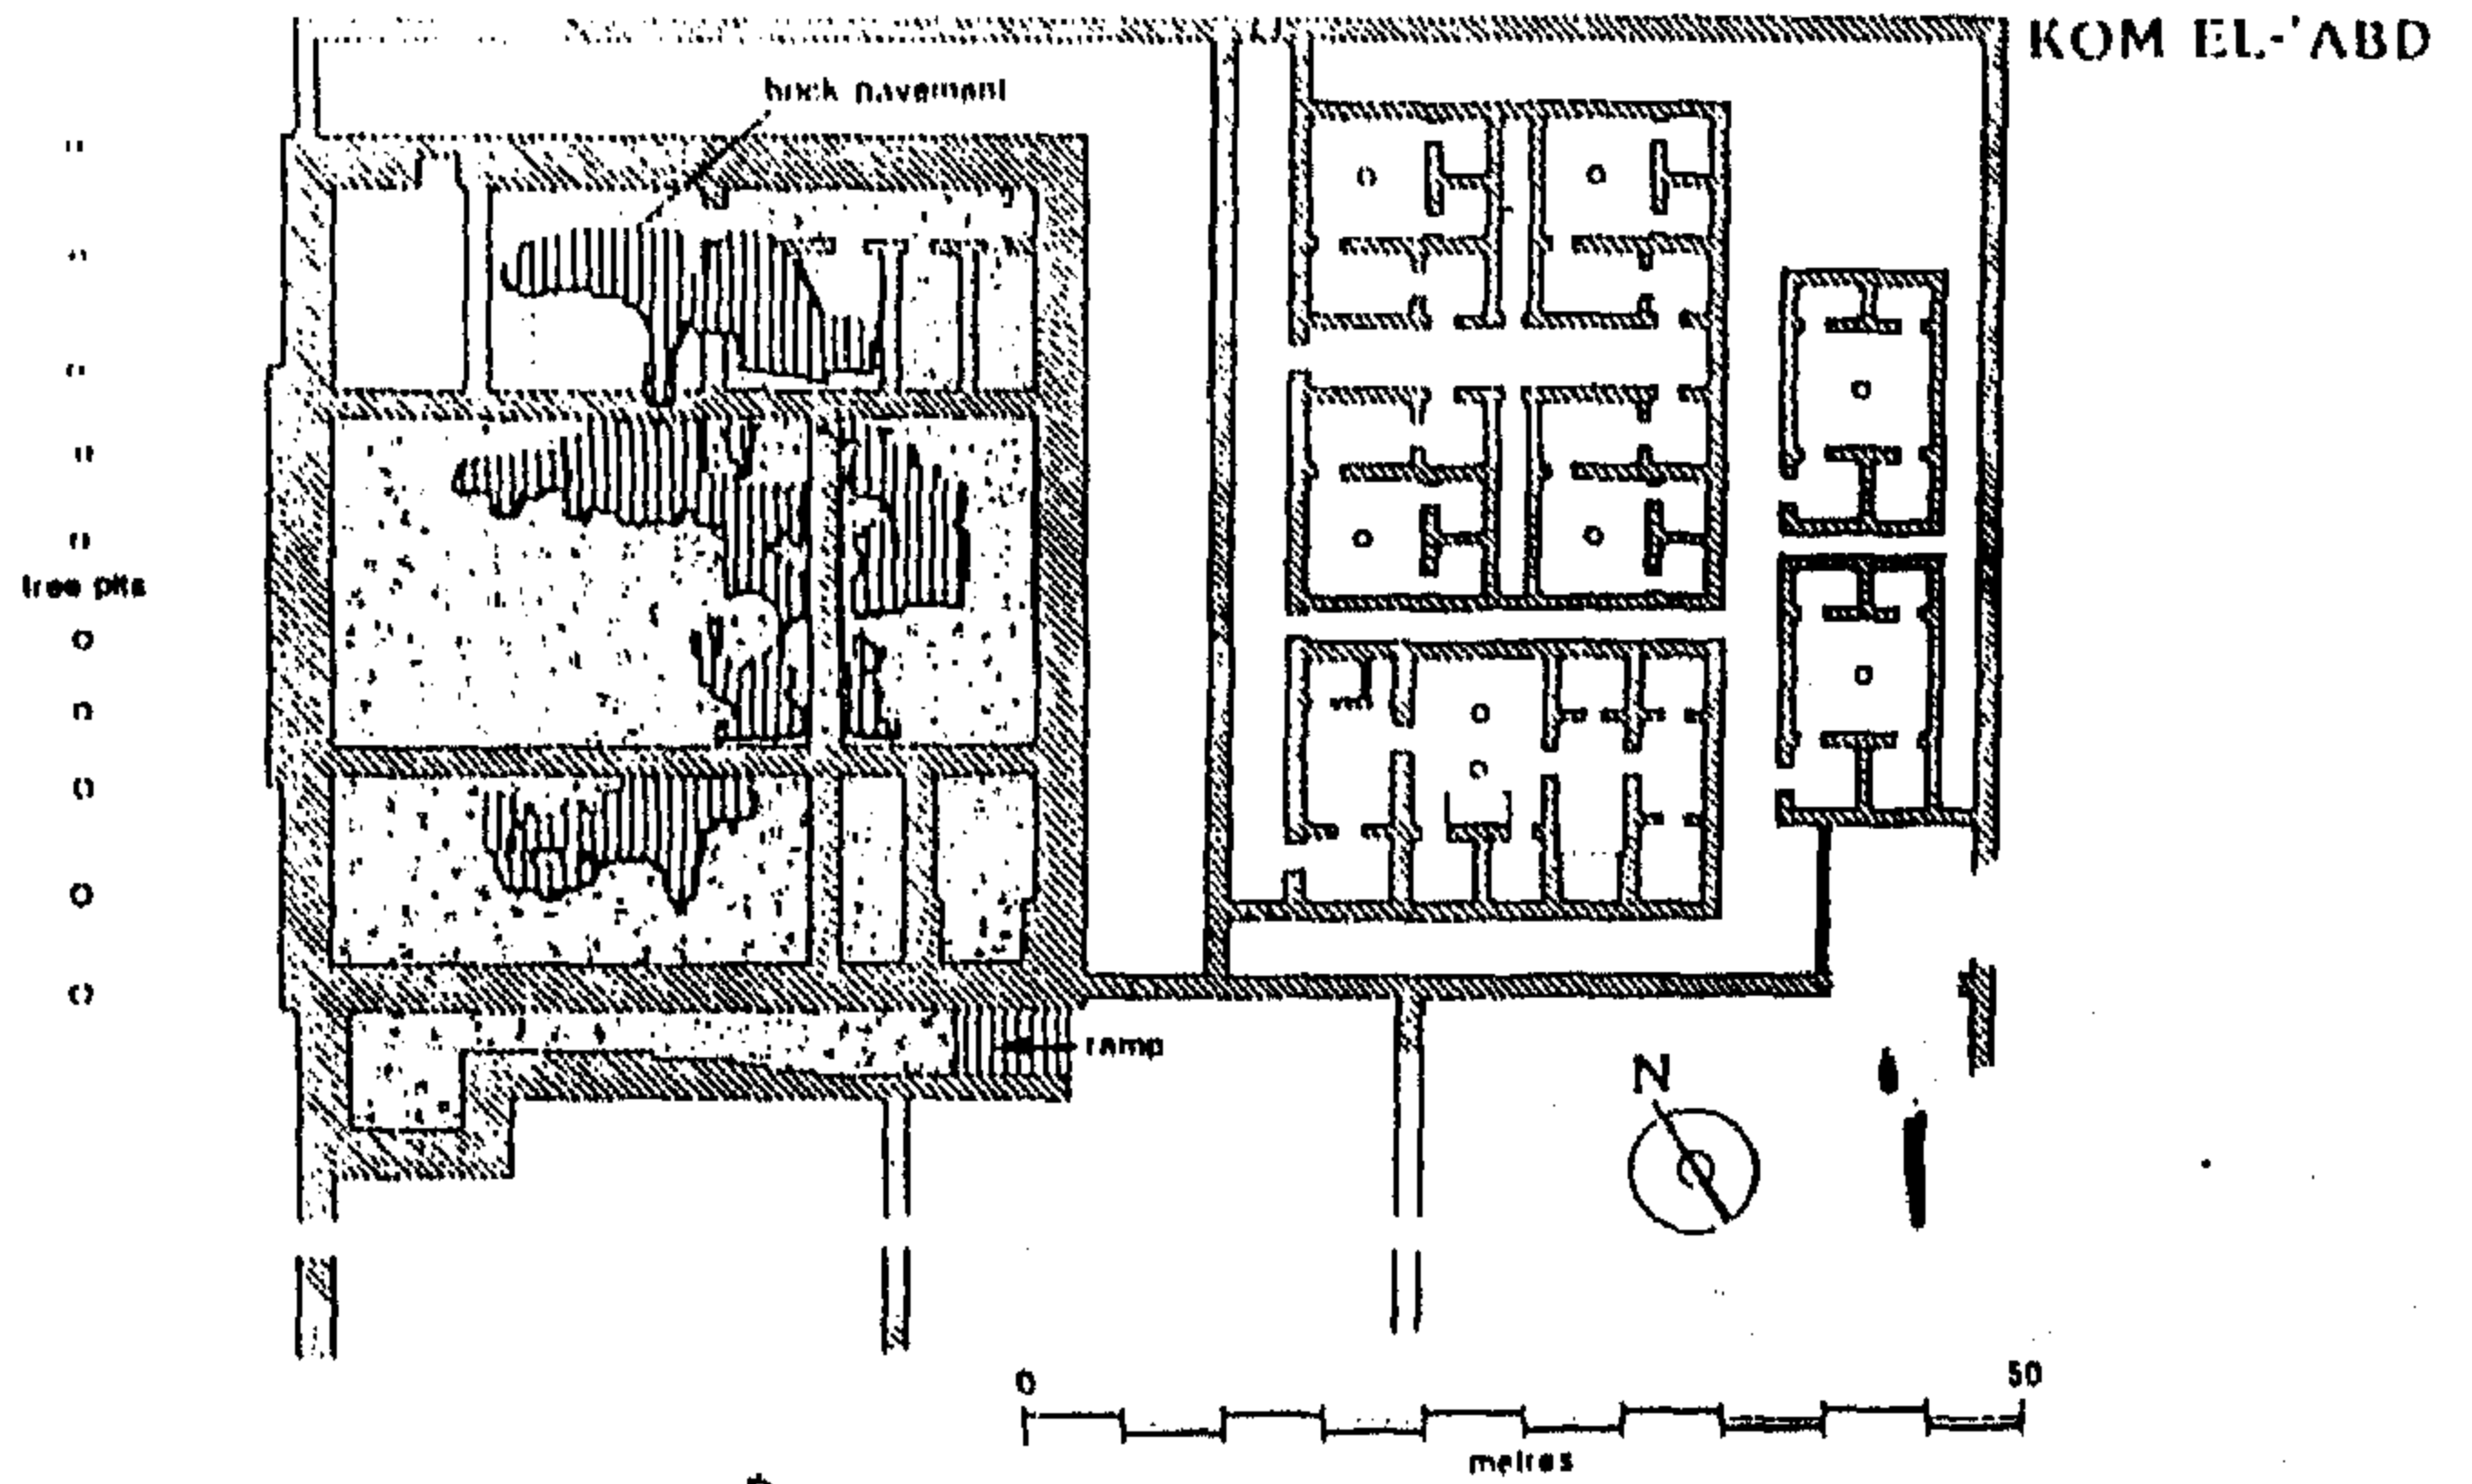 KOM EL-'ABD
brick pavement
tree pits
ramp
N
0
50
metres